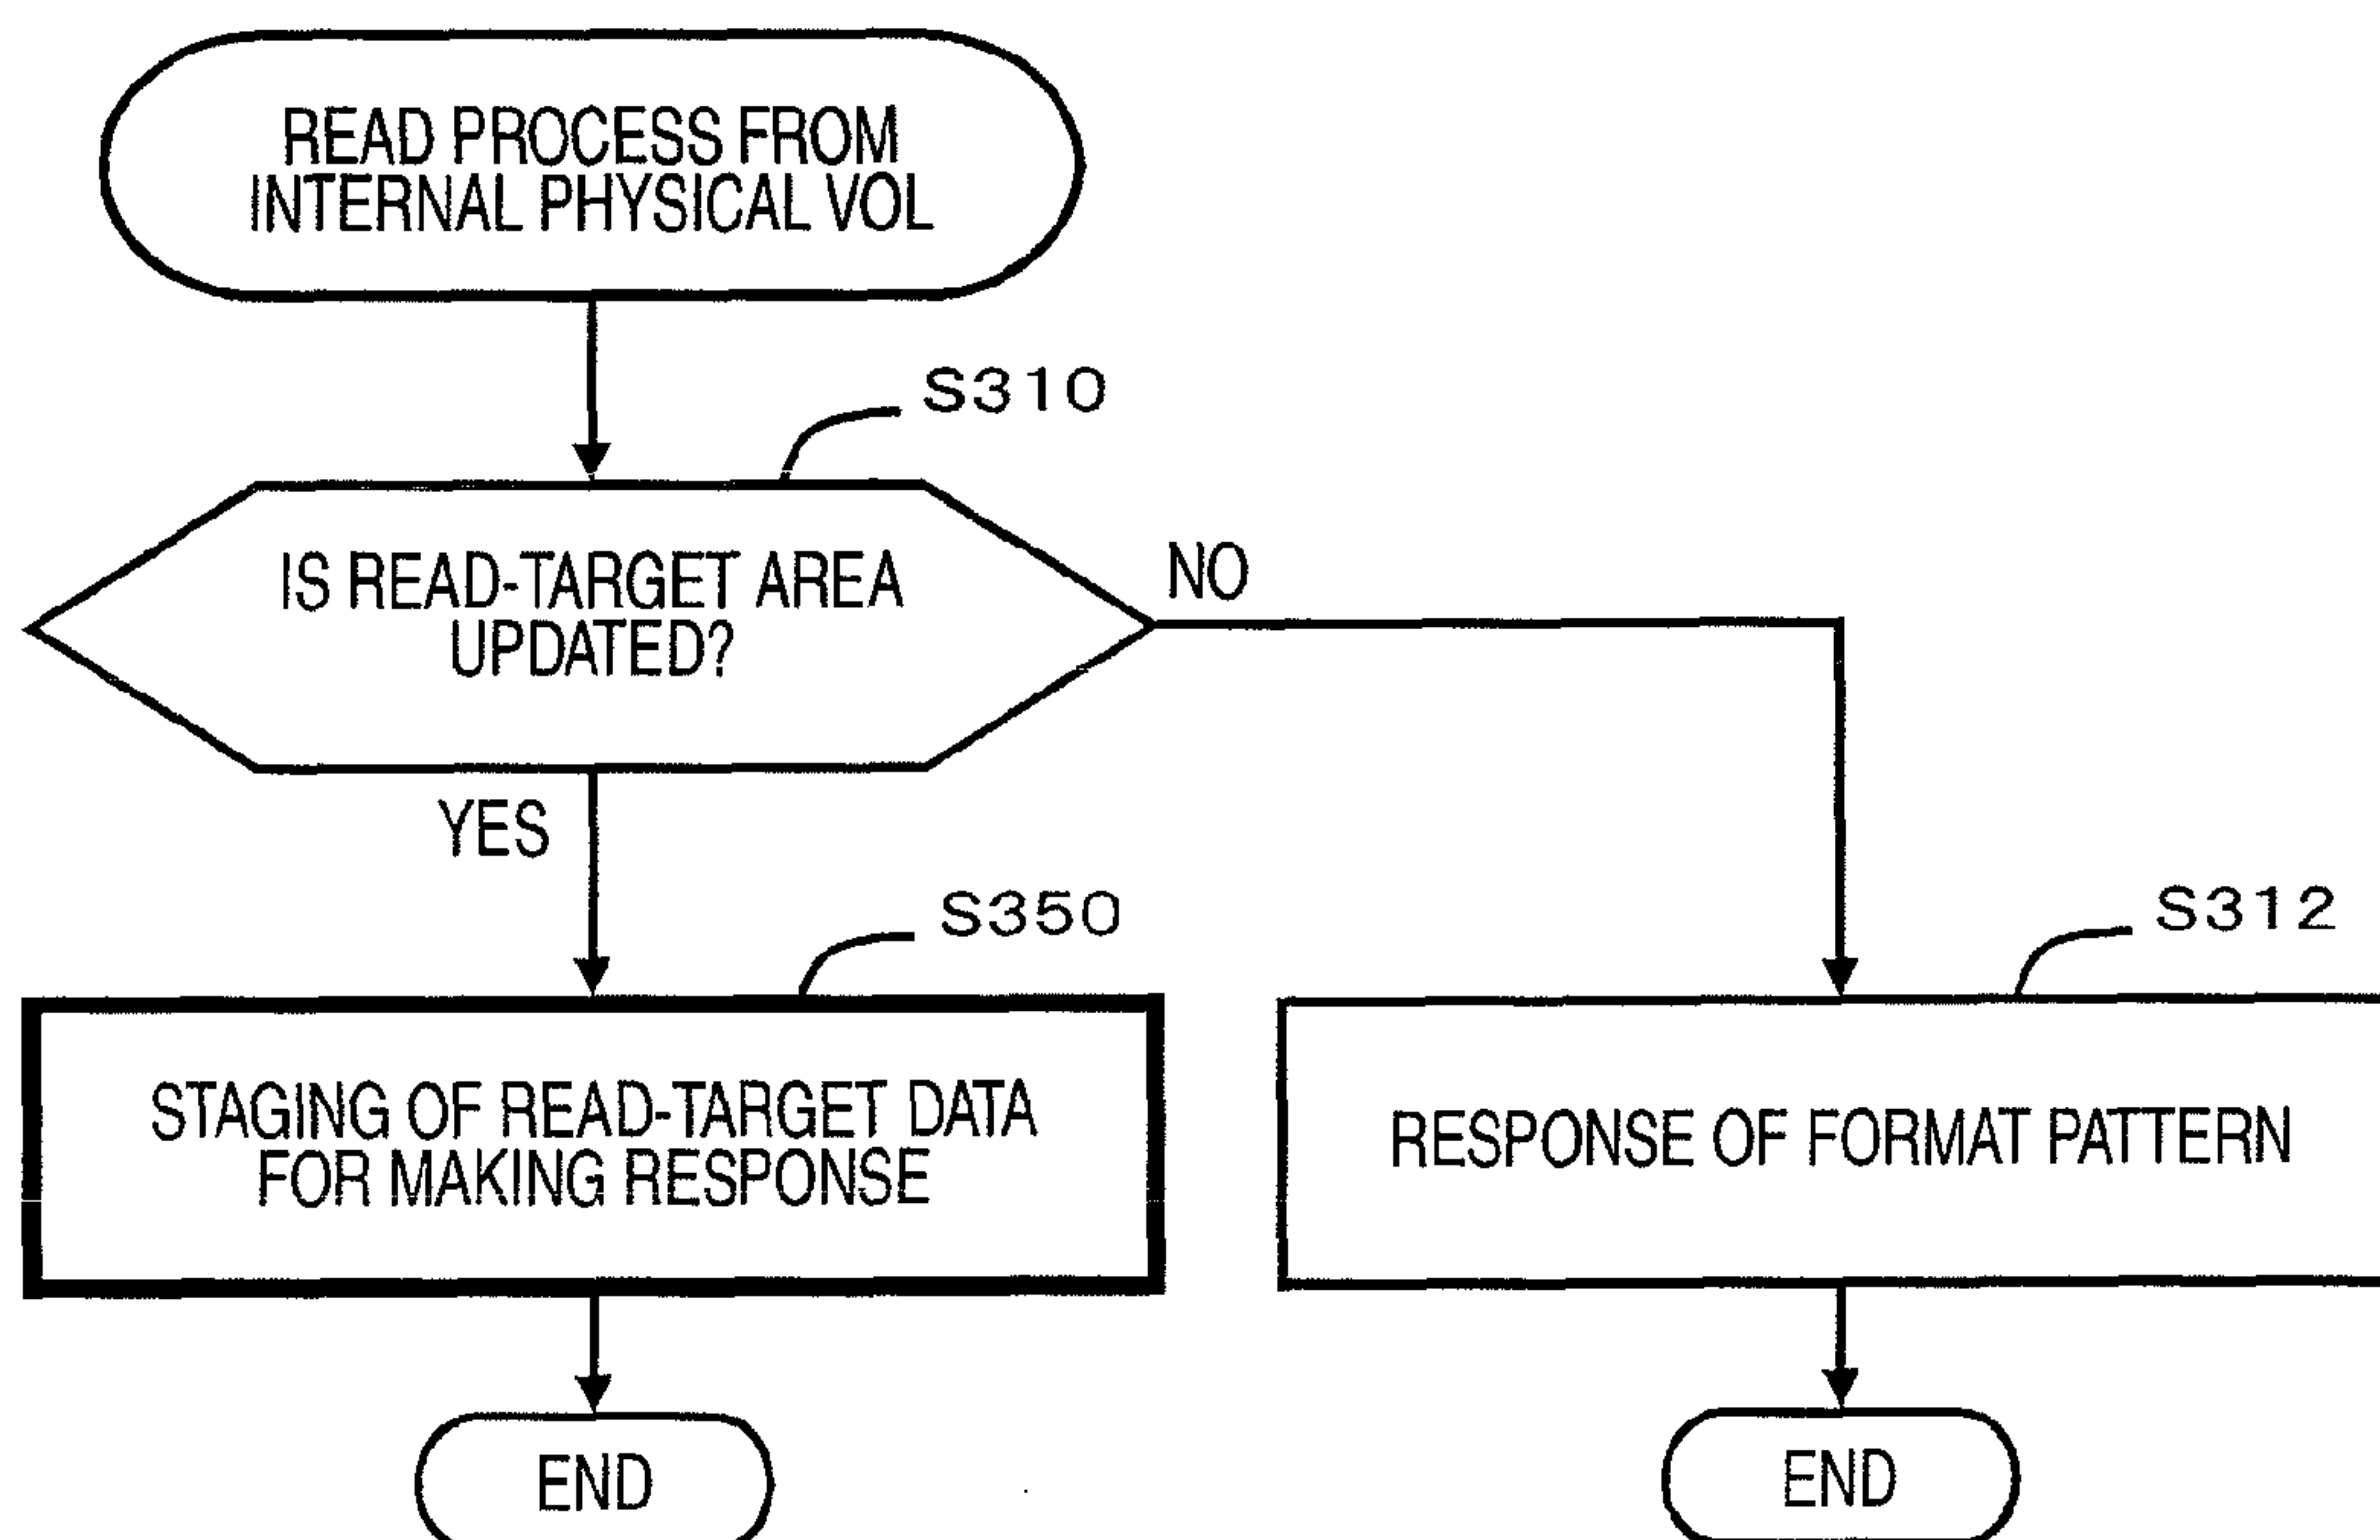 READ PROCESS FROM
INTERNAL PHYSICAL VOL
S310
IS READ-TARGET AREA
UPDATED?
NO
YES
S350
S312
STAGING OF READ-TARGET DATA
FOR MAKING RESPONSE
RESPONSE OF FORMAT PATTERN
END
END